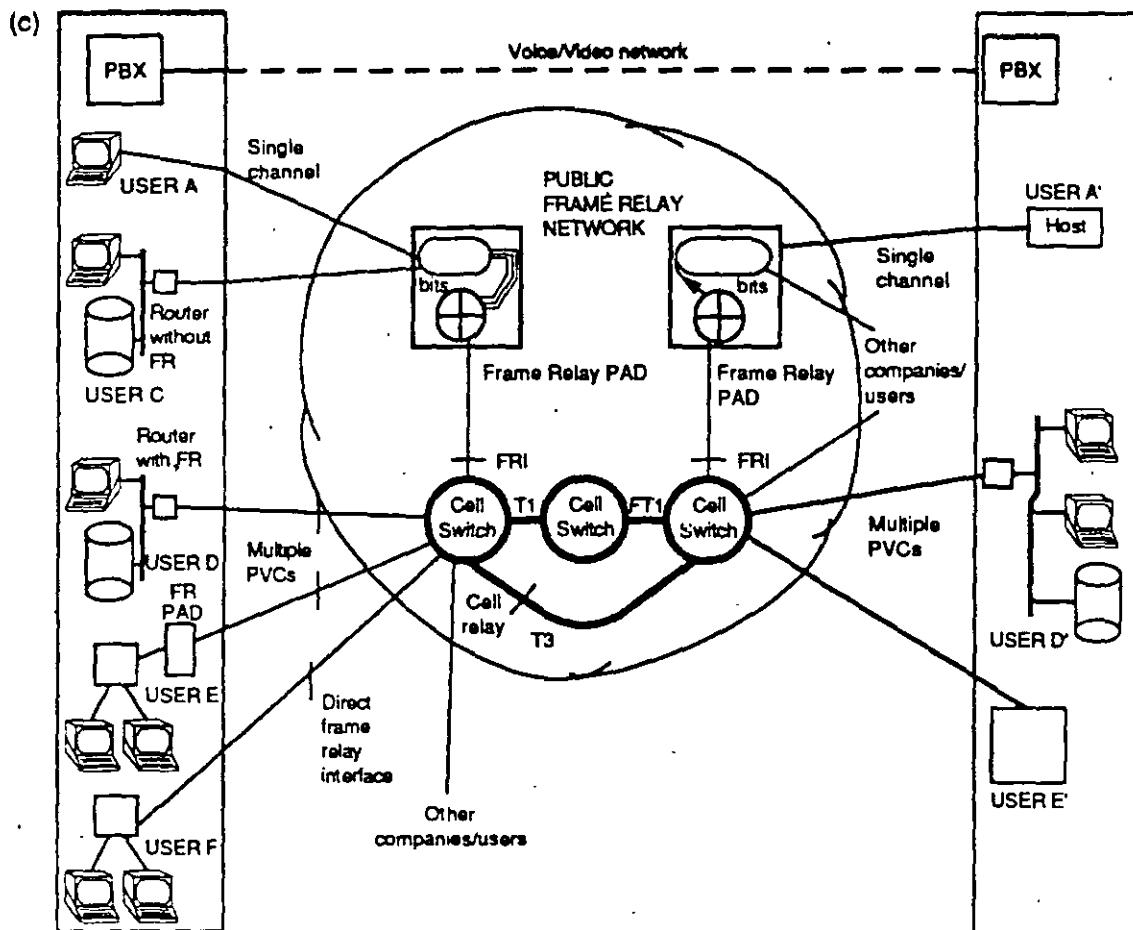 (c)
Voice/Video network
PBX
PBX
USER A
Single
channel
PUBLIC
FRAME RELAY
NETWORK
USER A'
Host
bits
bits
Single
channel
Router
without
FR
USER C
Frame Relay PAD
Frame Relay
PAD
Other
companies/
users
Router
with FR
FRI
FRI
Cell
Switch
T1
Cell
Switch
FT1
Cell
Switch
USER D
Multiple
PVCs
Multiple
PVCs
FR
PAD
Cell
relay
T3
USER D'
USER E
Direct
frame
relay
interface
USER E'
Other
companies/users
USER F